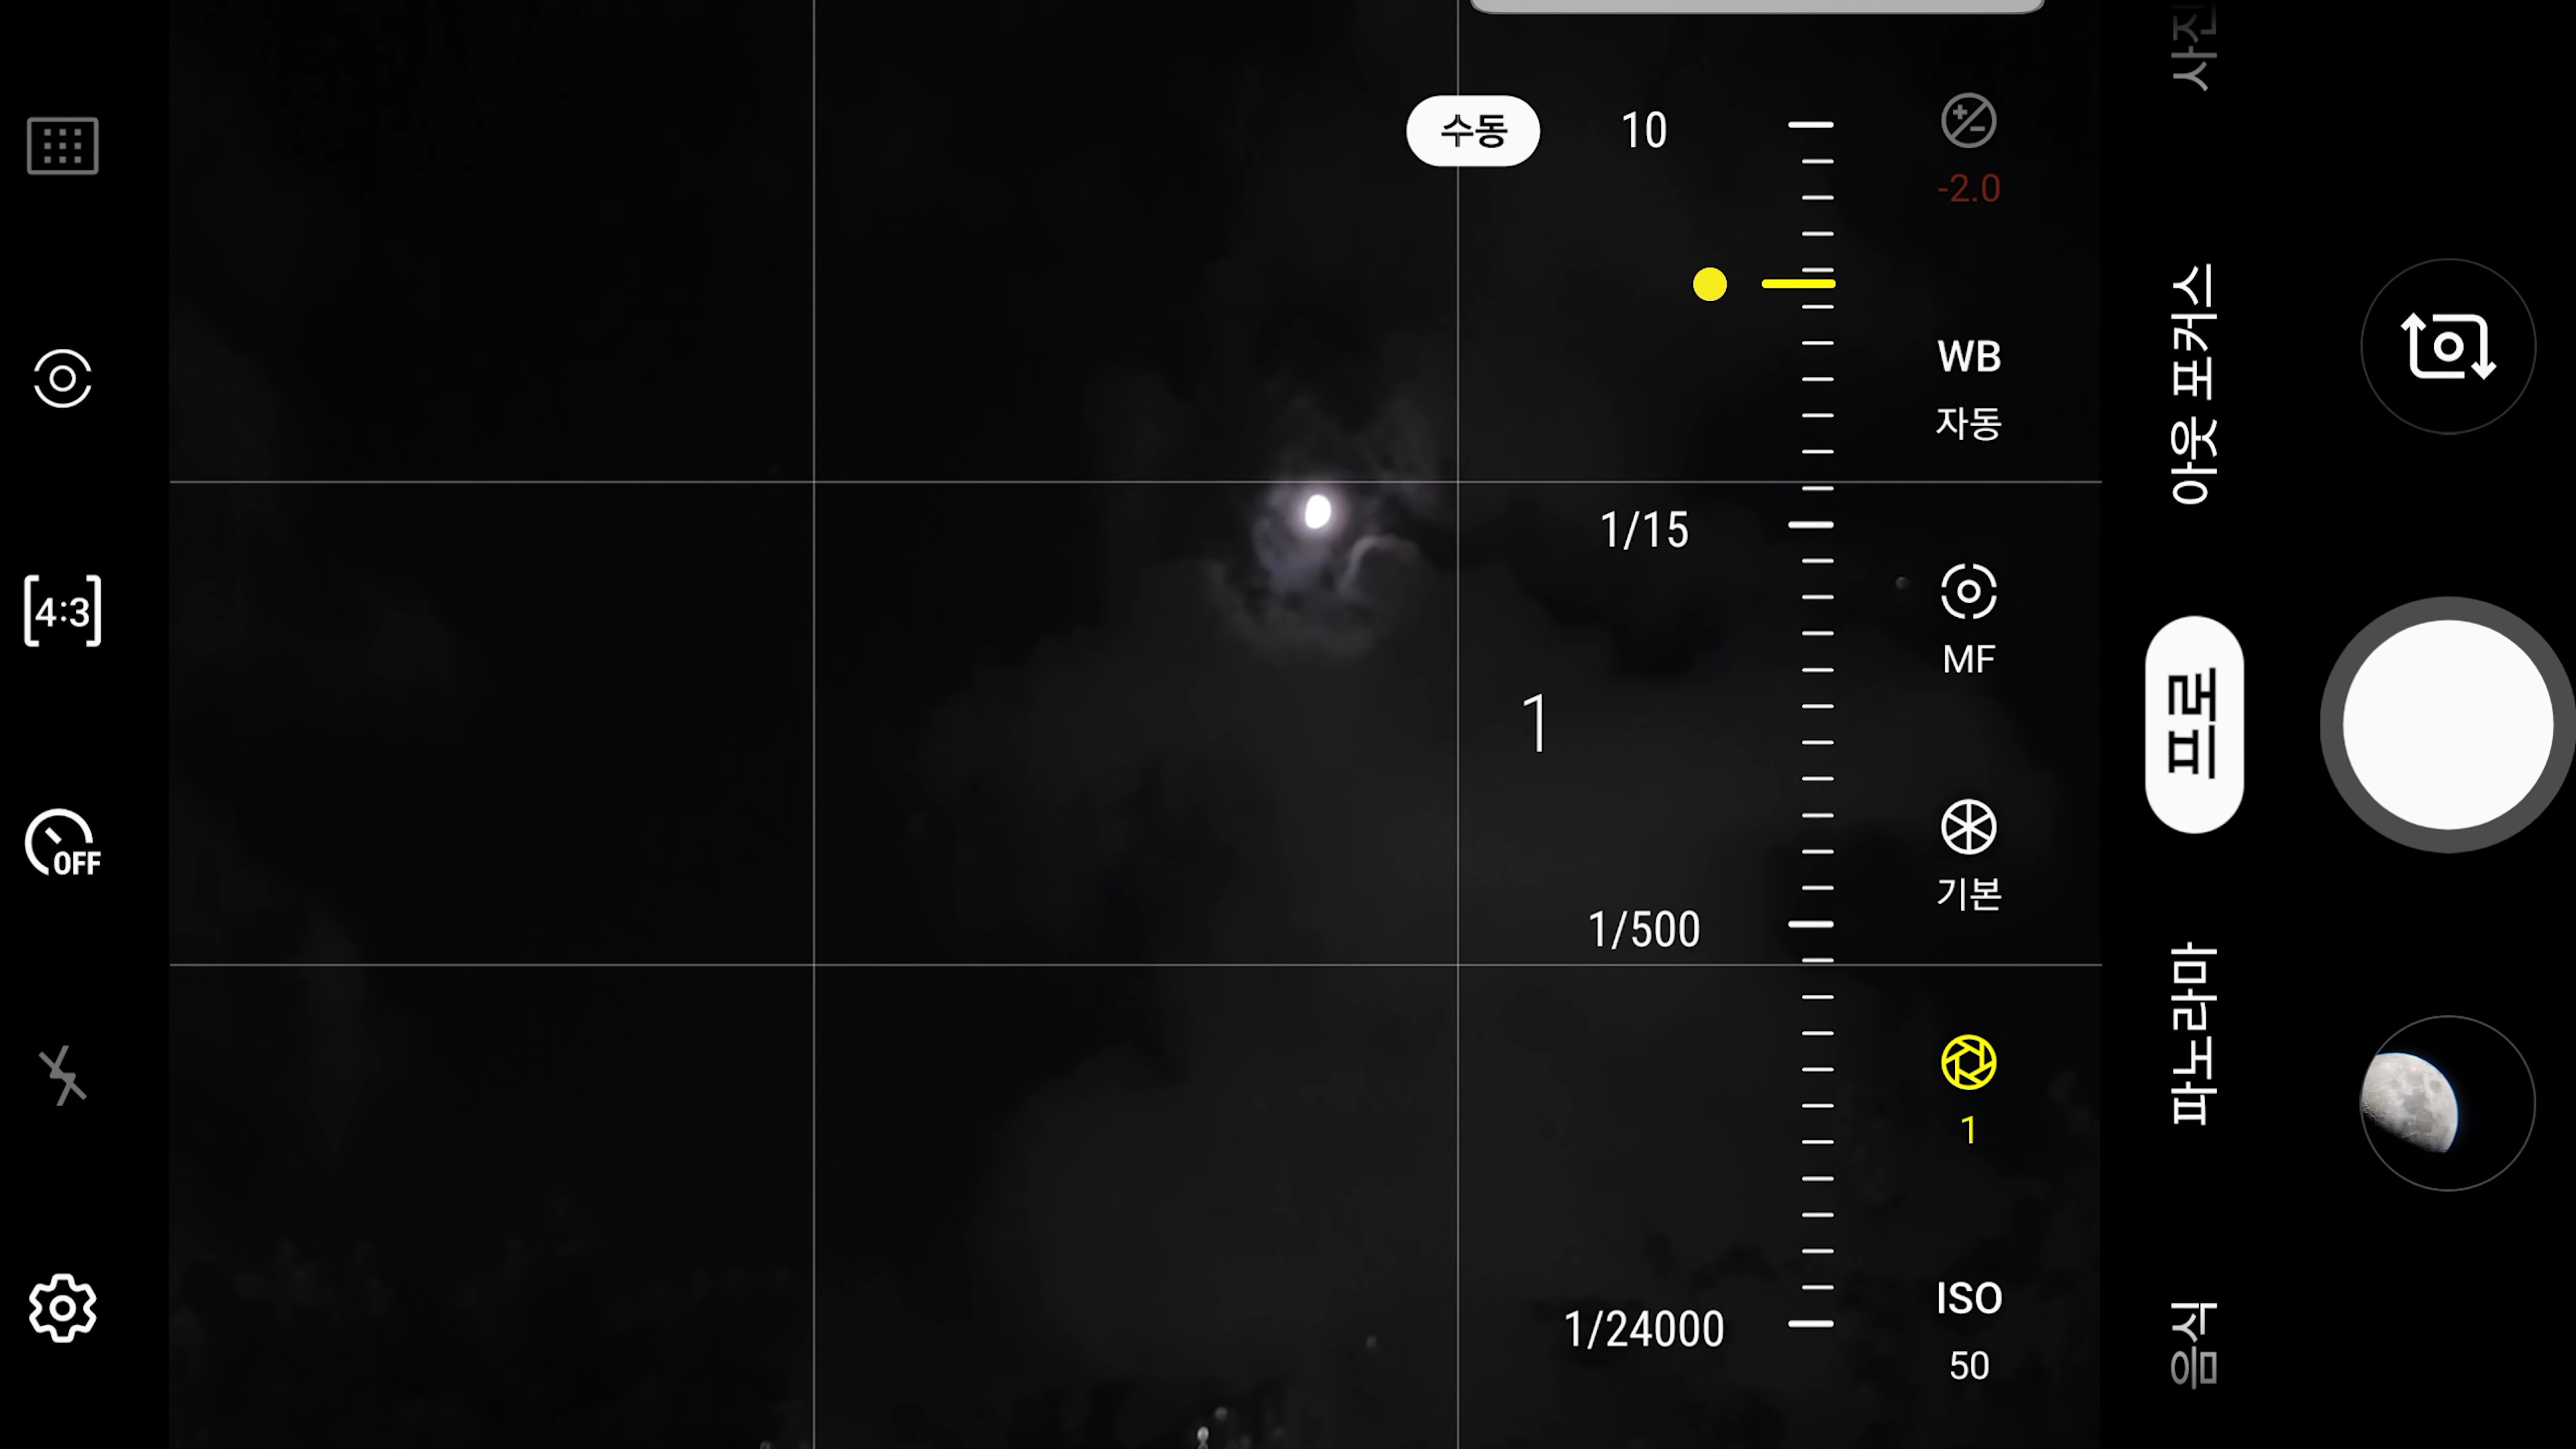 4:3
OFF
수동
10
1/15
1
1/500
1/24000
-2.0
WB
자동
MF
기본
1
ISO
50
사진
아웃 포커스
프로
파노라마
음식